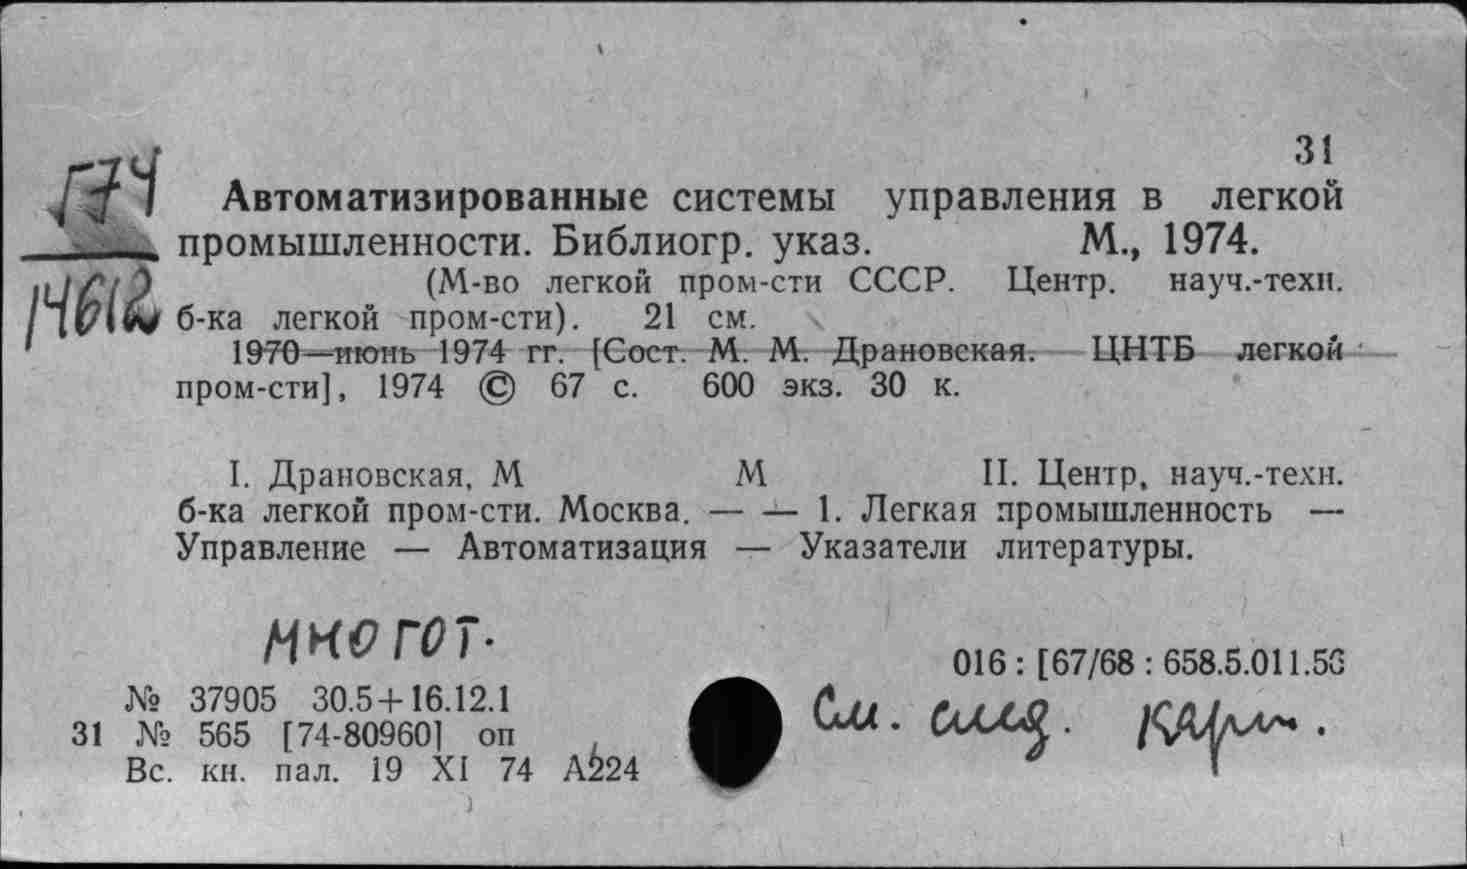 31
Г74
14612
Автоматизированные системы управления в легкой
промышленности. Библиогр. указ. М., 1974.
(М-во легкой пром-сти СССР. Центр. науч.-техн.
б-ка легкой пром-сти). 21 см.
1970—июнь 1974 гг. [Сост. М. М. Драновская. ЦНТБ легкой
пром-сти], 1974 © 67 с. 600 экз. 30 к.
I. Драновская, М М II. Центр. науч.-техн.
б-ка легкой пром-сти. Москва. — — 1. Легкая промышленность —
Управление — Автоматизация — Указатели литературы.
многот.
016 : [67/68 : 658.5.011.56
№ 37905 30.5+16.12.1
31 № 565 [74-80960] оп
Вс. кн. пал. 19 XI 74 А224
См. след. карт.